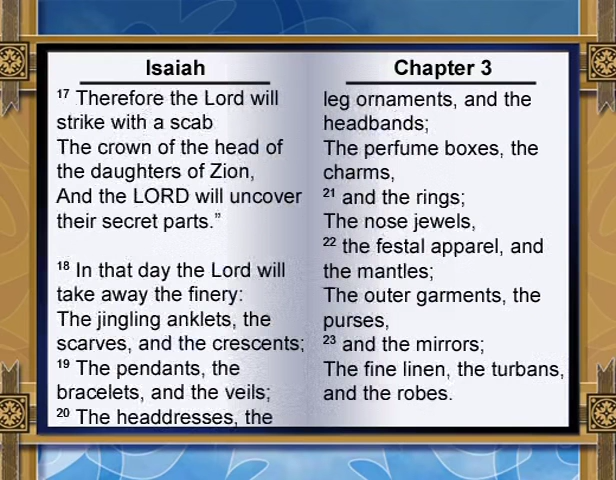 Isaiah
17 Therefore the Lord will
strike with a scab
The crown of the head of
the daughters of Zion,
And the LORD will uncover
their secret parts.”
18 In that day the Lord will
take away the finery:
The jingling anklets, the
scarves, and the crescents;
19 The pendants, the
bracelets, and the veils;
20 The headdresses, the
Chapter 3
leg ornaments, and the
headbands;
The perfume boxes, the
charms,
21 and the rings;
The nose jewels,
22 the festal apparel, and
the mantles;
The outer garments, the
purses,
23 and the mirrors;
The fine linen, the turbans,
and the robes.